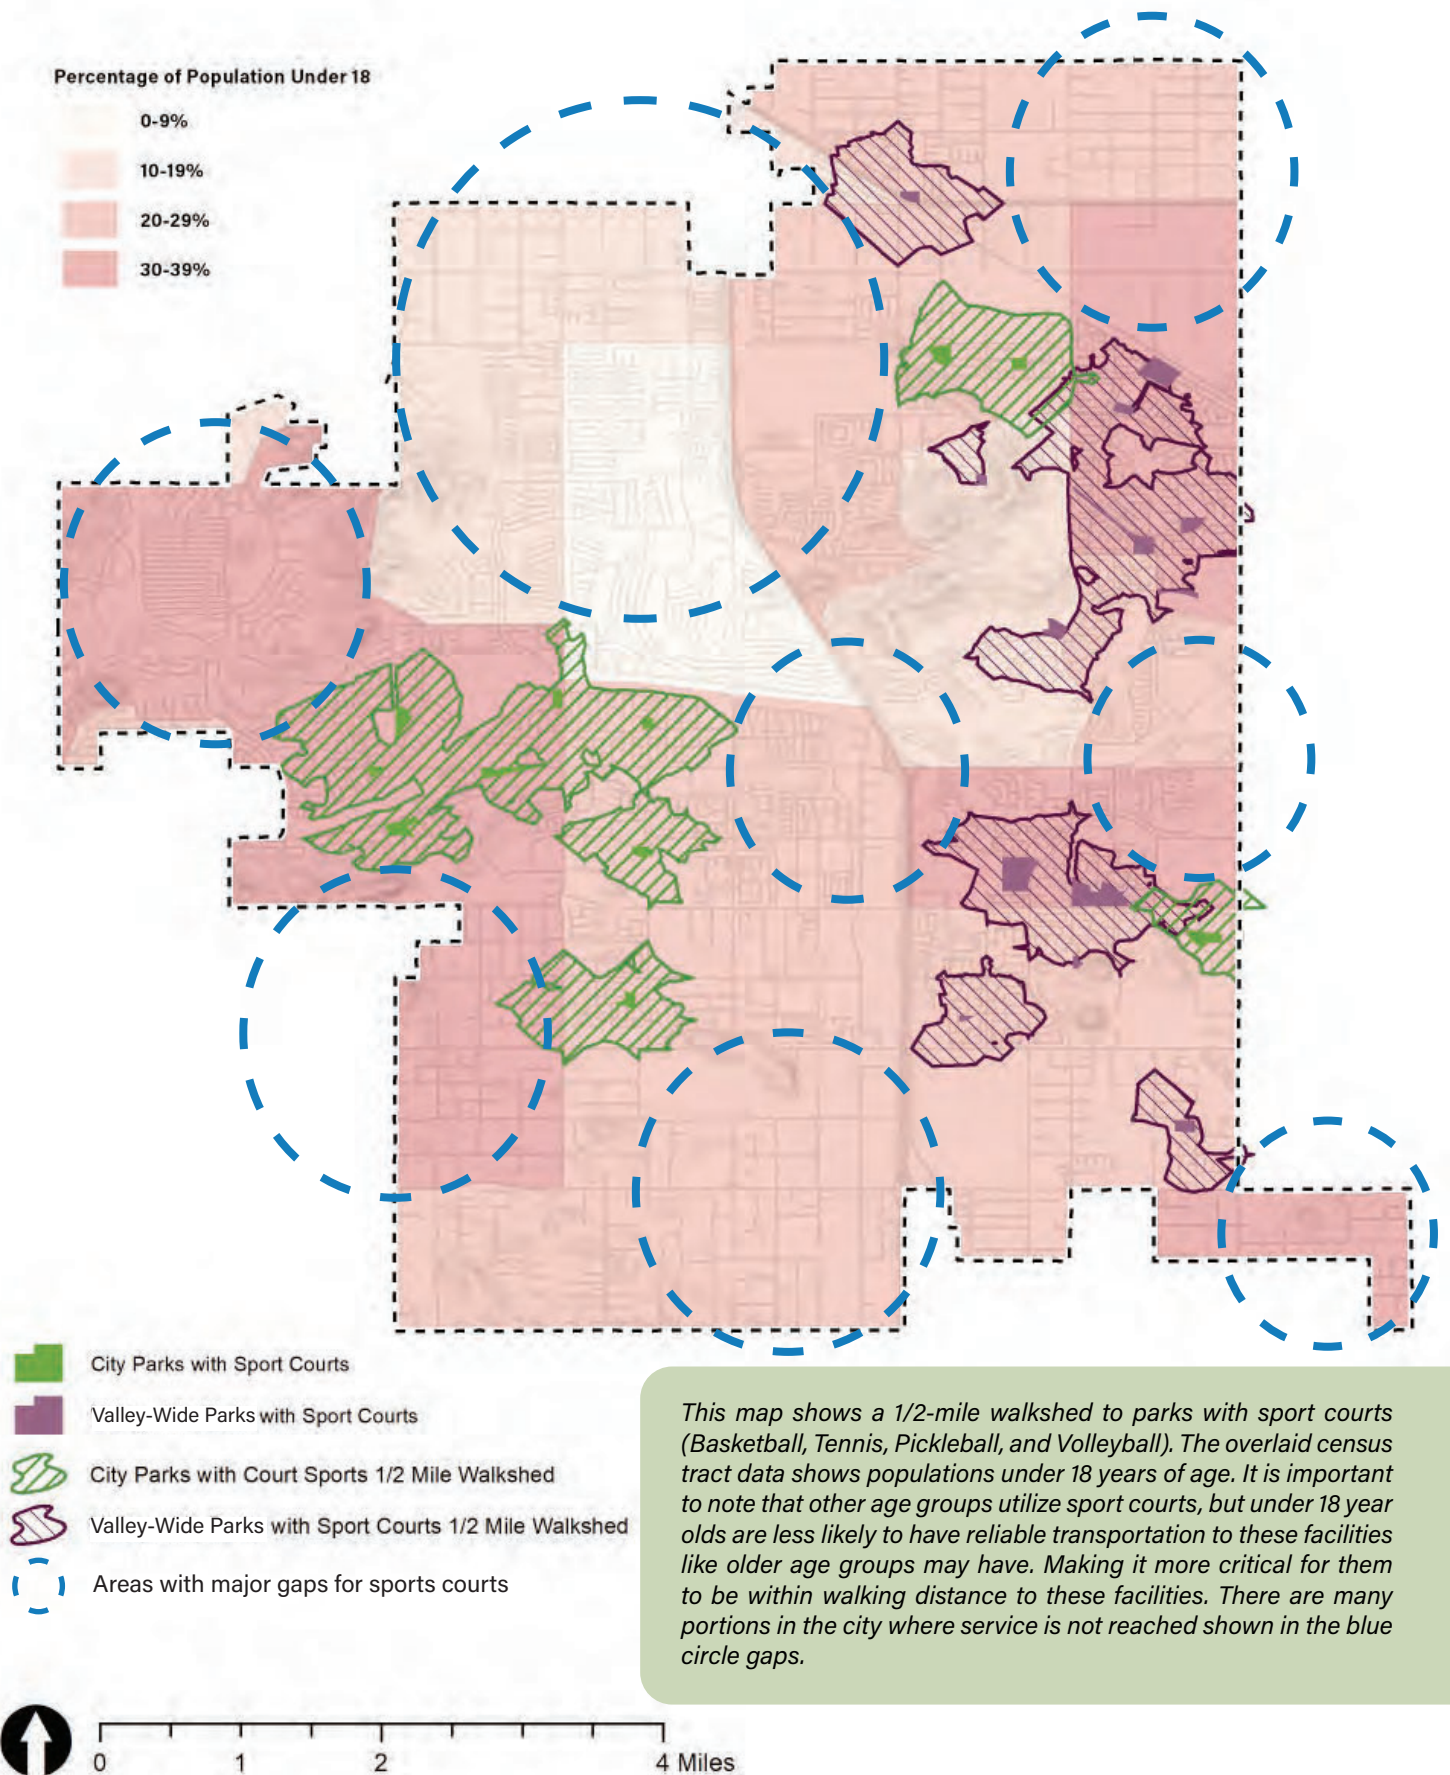 Percentage of Population Under 18
0-9%
10-19%
20-29%
30-39%
City Parks with Sport Courts
Valley-Wide Parks with Sport Courts
City Parks with Court Sports 1/2 Mile Walkshed
Valley-Wide Parks with Sport Courts 1/2 Mile Walkshed
Areas with major gaps for sports courts
This map shows a 1/2-mile walkshed to parks with sport courts
(Basketball, Tennis, Pickleball, and Volleyball). The overlaid census
tract data shows populations under 18 years of age. It is important
to note that other age groups utilize sport courts, but under 18 year
olds are less likely to have reliable transportation to these facilities
like older age groups may have. Making it more critical for them
to be within walking distance to these facilities. There are many
portions in the city where service is not reached shown in the blue
circle gaps.
0 1 2 4 Miles